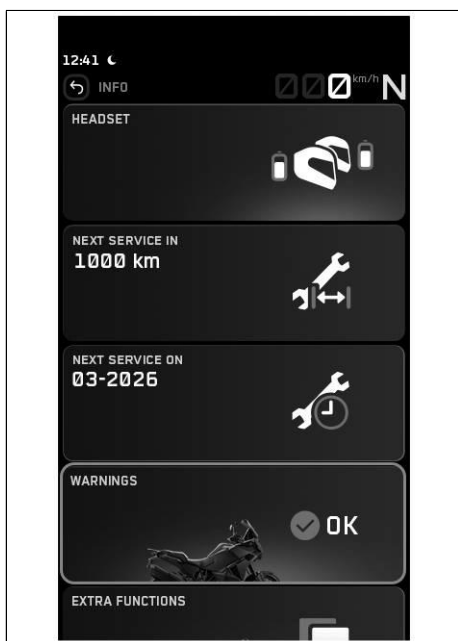 12:41
INFO 000 km/h N
HEADSET
NEXT SERVICE IN
1000 km
NEXT SERVICE ON
03-2026
WARNINGS
OK
EXTRA FUNCTIONS